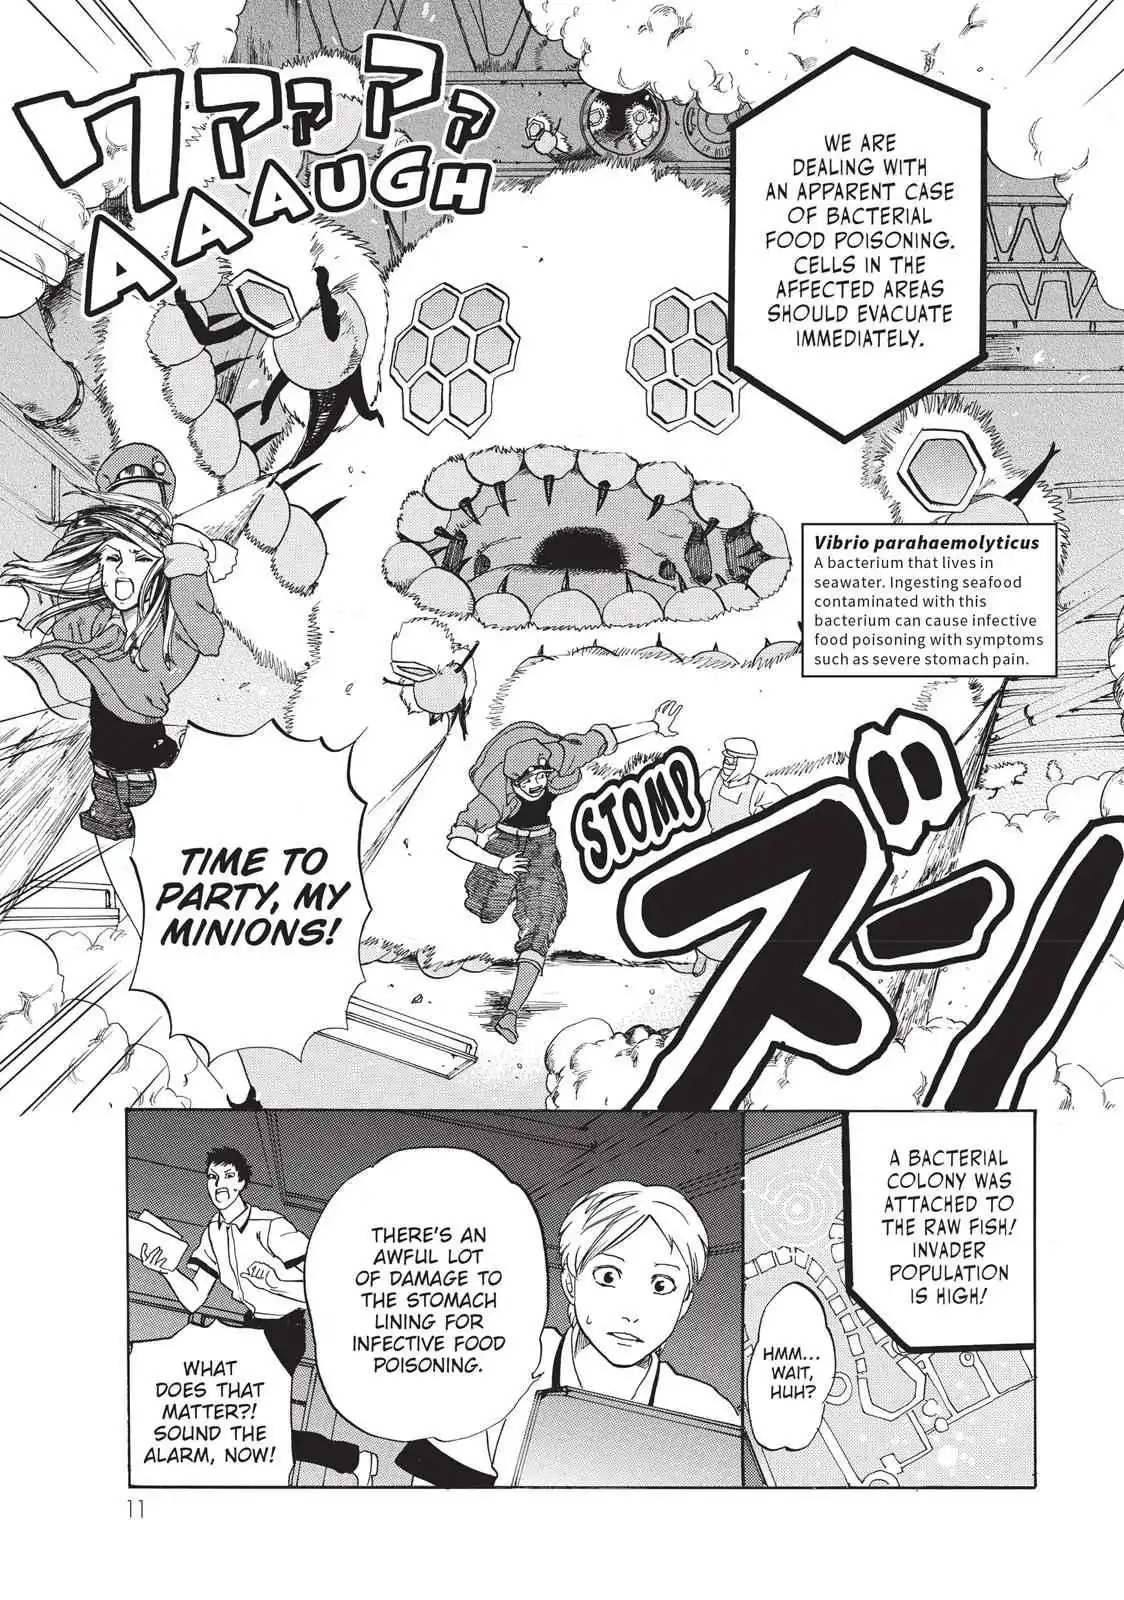 ワァァァァ
AAAAUGH
WE ARE
DEALING WITH
AN APPARENT CASE
OF BACTERIAL
FOOD POISONING.
CELLS IN THE
AFFECTED AREAS
SHOULD EVACUATE
IMMEDIATELY.
Vibrio parahaemolyticus
A bacterium that lives in
seawater. Ingesting seafood
contaminated with this
bacterium can cause infective
food poisoning with symptoms
such as severe stomach pain.
TIME TO
PARTY, MY
MINIONS!
STOMP
ズン
A BACTERIAL
COLONY WAS
ATTACHED TO
THE RAW FISH!
INVADER
POPULATION
IS HIGH!
HMM...
WAIT,
HUH?
THERE'S AN
AWFUL LOT
OF DAMAGE TO
THE STOMACH
LINING FOR
INFECTIVE FOOD
POISONING.
WHAT
DOES THAT
MATTER?!
SOUND THE
ALARM, NOW!
11